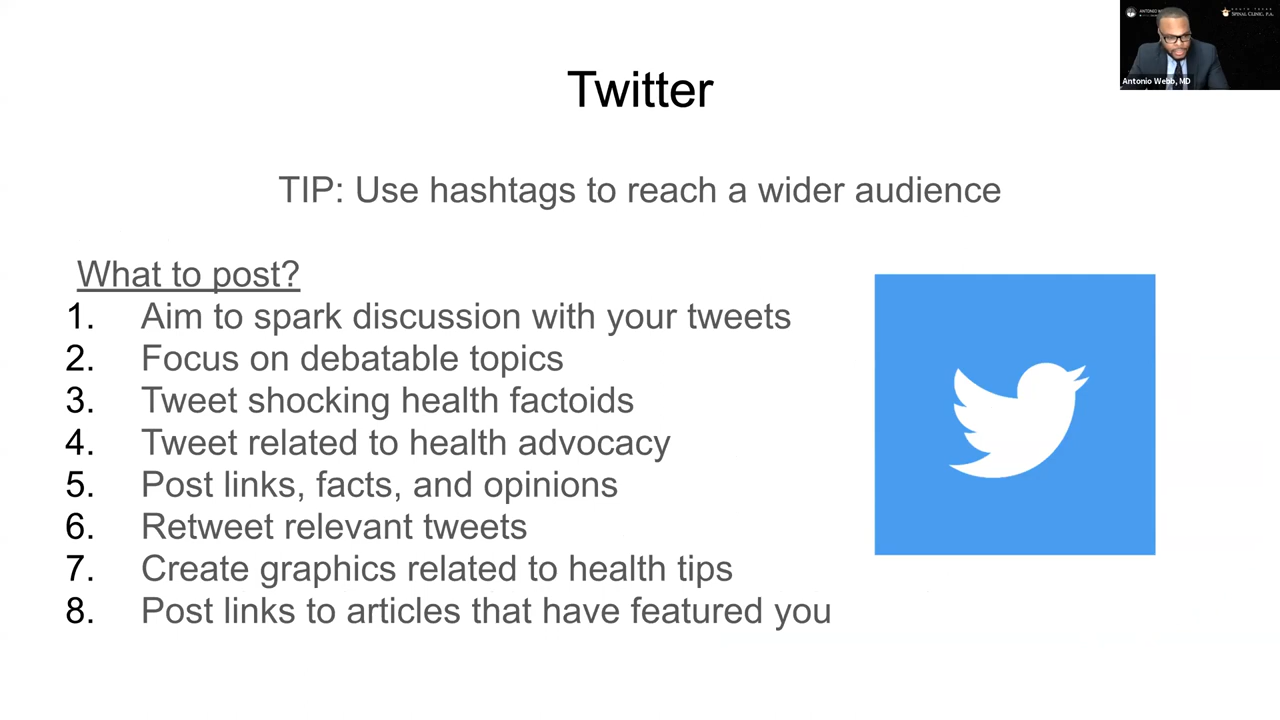 Twitter
TIP: Use hashtags to reach a wider audience
What to post?
1. Aim to spark discussion with your tweets
2. Focus on debatable topics
3. Tweet shocking health factoids
4. Tweet related to health advocacy
5. Post links, facts, and opinions
6. Retweet relevant tweets
7. Create graphics related to health tips
8. Post links to articles that have featured you
ANTONIO
SPINAL CLINIC, P.A.
Antonio Webb, MD